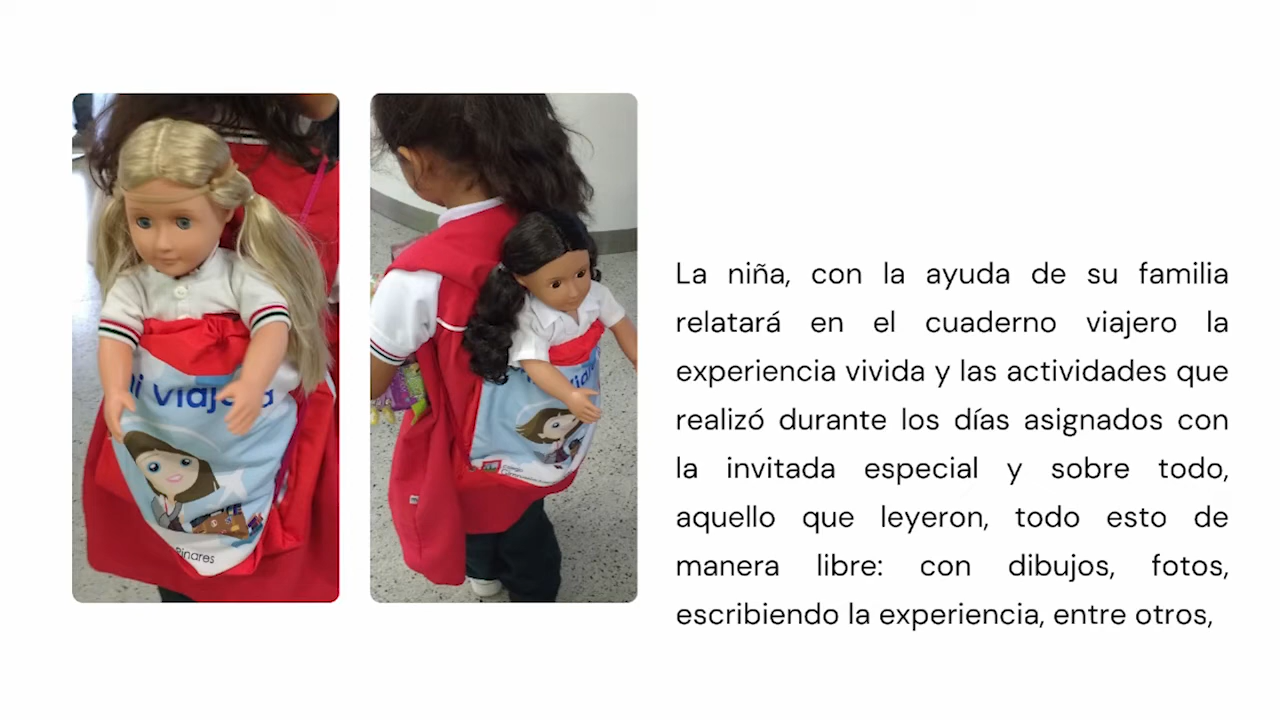 La niña, con la ayuda de su familia
relatará en el cuaderno viajero la
experiencia vivida y las actividades que
realizó durante los días asignados con
la invitada especial y sobre todo,
aquello que leyeron, todo esto de
manera libre: con dibujos, fotos,
escribiendo la experiencia, entre otros,
Pinares